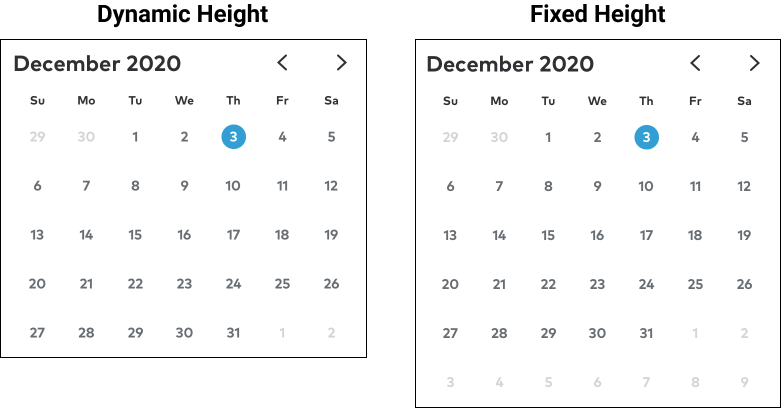 Dynamic Height
December 2020
Su Mo Tu We Th Fr Sa
29 30 1 2 3 4 5
6 7 8 9 10 11 12
13 14 15 16 17 18 19
20 21 22 23 24 25 26
27 28 29 30 31 1 2
Fixed Height
December 2020
Su Mo Tu We Th Fr Sa
29 30 1 2 3 4 5
6 7 8 9 10 11 12
13 14 15 16 17 18 19
20 21 22 23 24 25 26
27 28 29 30 31 1 2
3 4 5 6 7 8 9